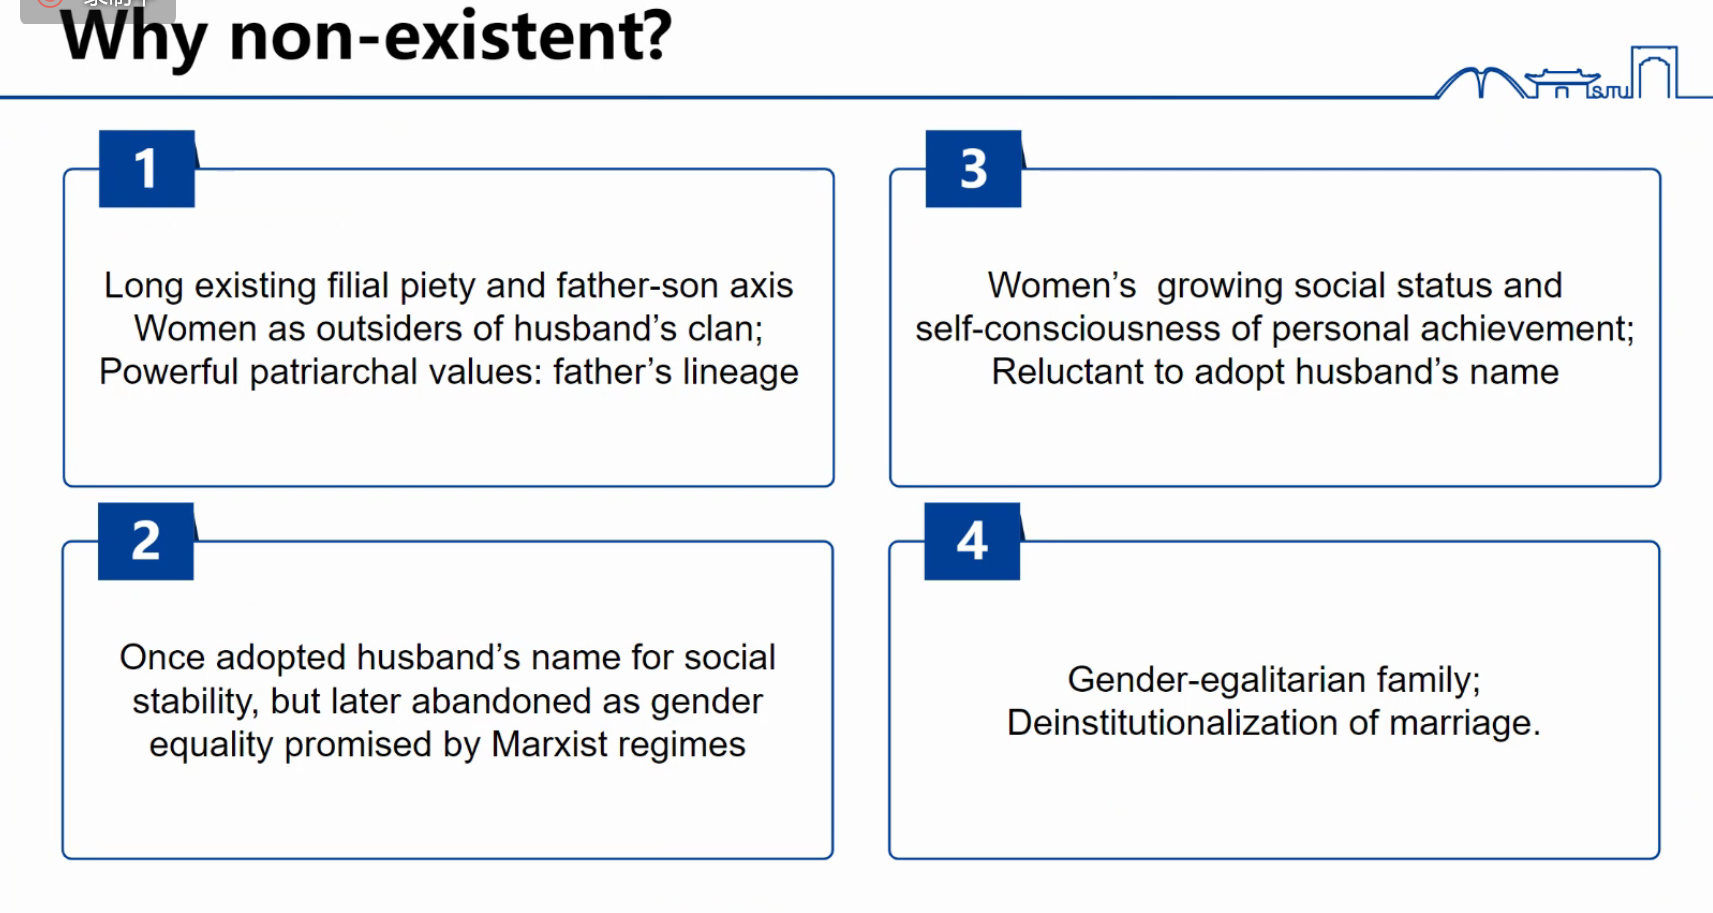 Why non-existent?
1
Long existing filial piety and father-son axis
Women as outsiders of husband's clan;
Powerful patriarchal values: father's lineage
2
Once adopted husband's name for social
stability, but later abandoned as gender
equality promised by Marxist regimes
3
Women's  growing social status and
self-consciousness of personal achievement;
Reluctant to adopt husband's name
4
Gender-egalitarian family;
Deinstitutionalization of marriage.